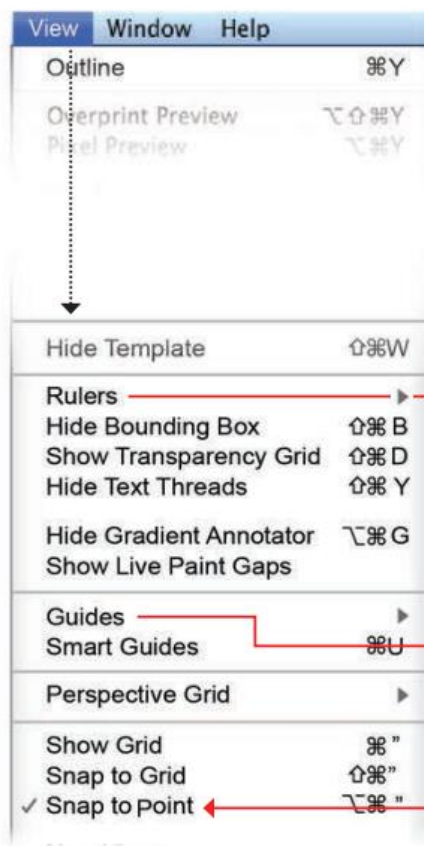 View Window Help
Outline ⌘Y
Overprint Preview ⌥⇧⌘Y
Pixel Preview ⌥⌘Y
Hide Template ⇧⌘W
Rulers
Hide Bounding Box ⇧⌘ B
Show Transparency Grid ⇧⌘ D
Hide Text Threads ⇧⌘ Y
Hide Gradient Annotator ⌥⌘ G
Show Live Paint Gaps
Guides
Smart Guides ⌘U
Perspective Grid
Show Grid ⌘ ”
Snap to Grid ⇧⌘”
✓ Snap to Point ⌥⌘ "